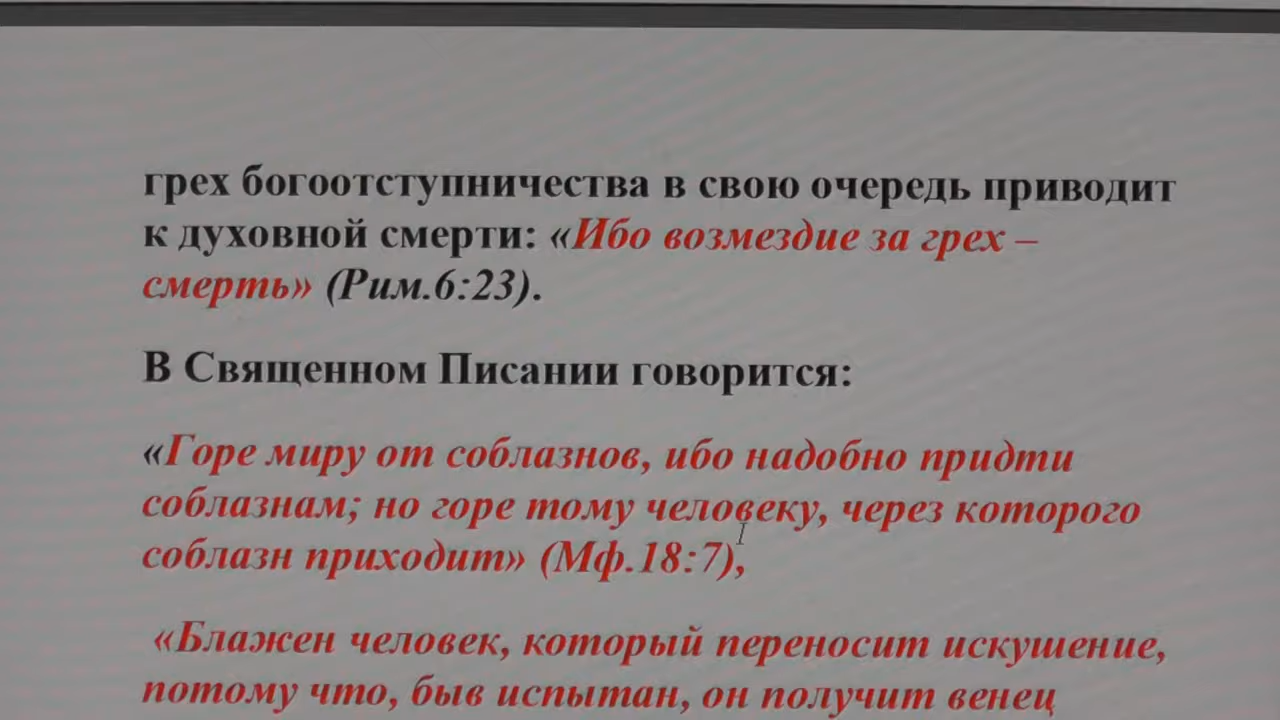 грех богоотступничества в свою очередь приводит
к духовной смерти: «Ибо возмездие за грех –
смерть» (Рим.6:23).
В Священном Писании говорится:
«Горе миру от соблазнов, ибо надобно придти
соблазнам; но горе тому человеку, через которого
соблазн приходит» (Мф.18:7),
«Блажен человек, который переносит искушение,
потому что, быв испытан, он получит венец